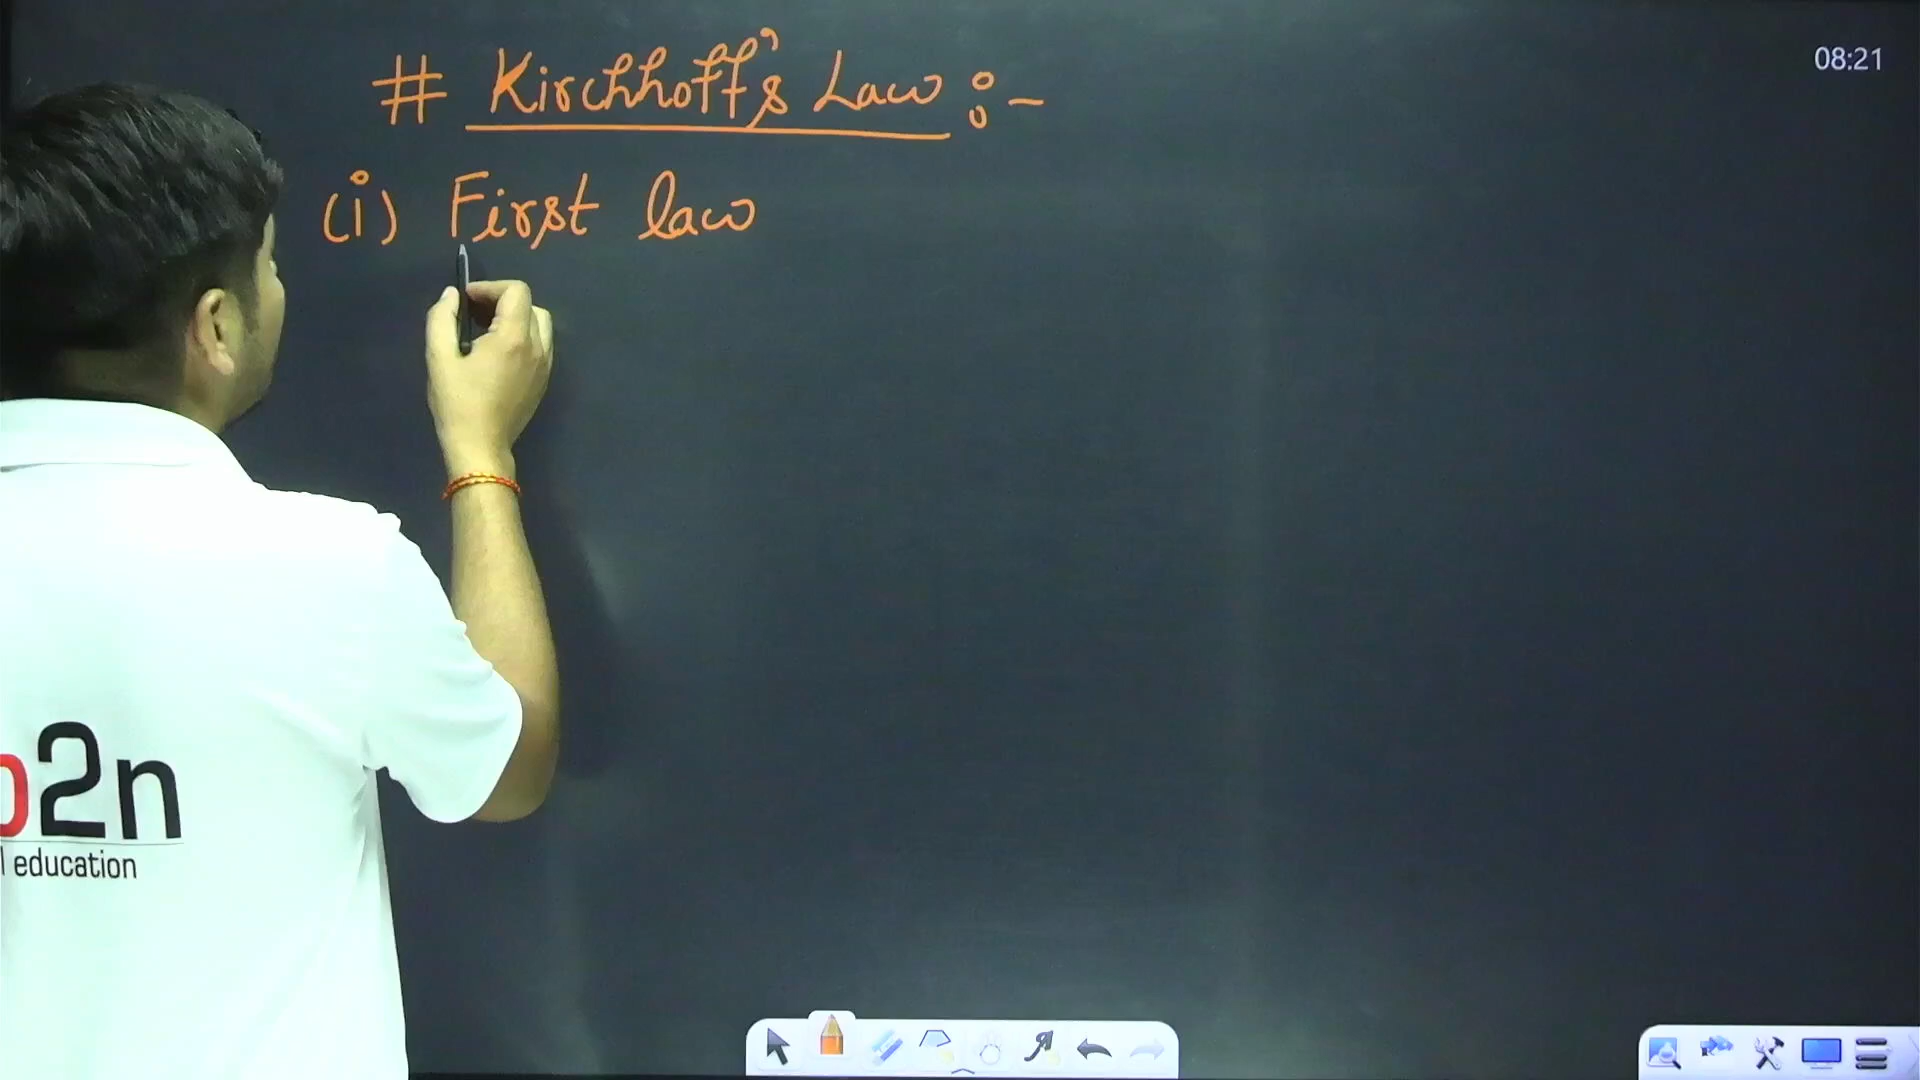 # Kirchhoff's Law :-
08:21
(i) First law
2n
education